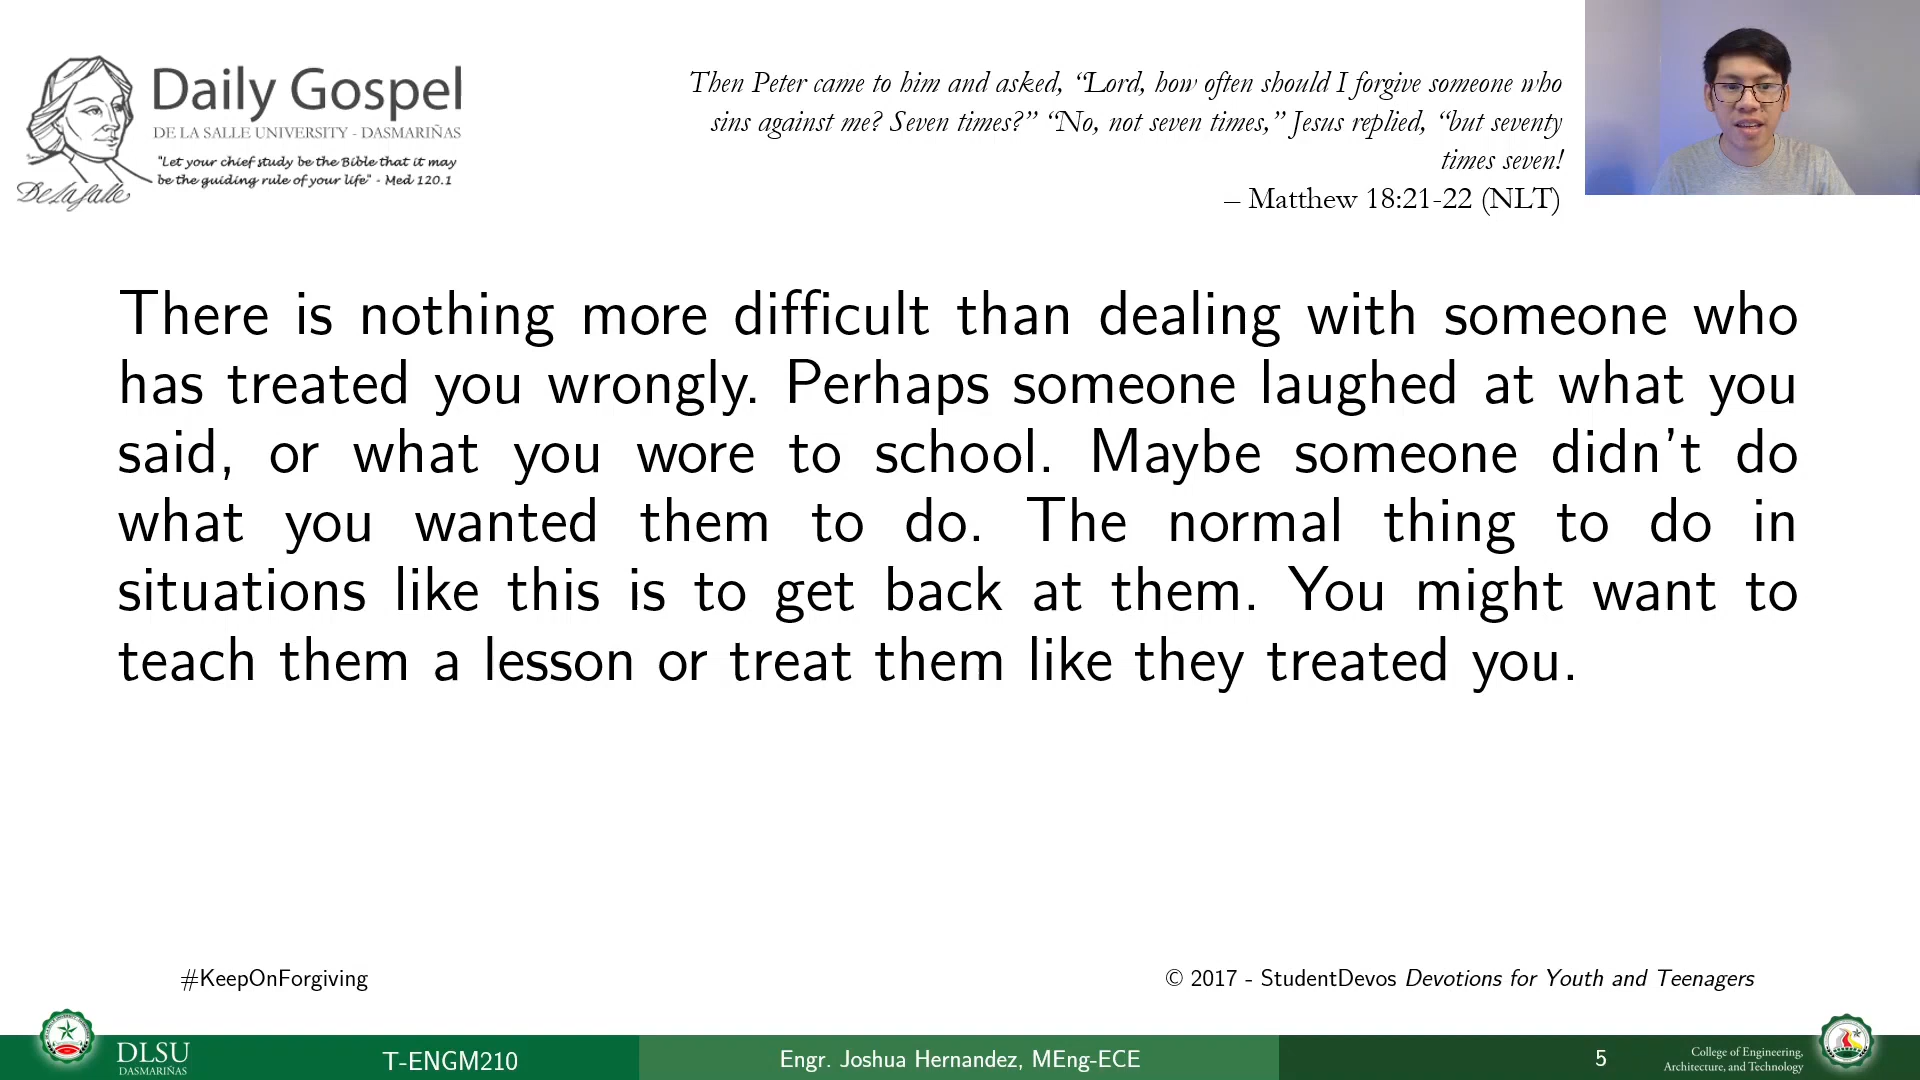 Daily Gospel
DE LA SALLE UNIVERSITY - DASMARIÑAS
"Let your chief study be the Bible that it may
be the guiding rule of your life" - Med 120.1
De La Salle
Then Peter came to him and asked, “Lord, how often should I forgive someone who
sins against me? Seven times?” “No, not seven times,” Jesus replied, “but seventy
times seven!
– Matthew 18:21-22 (NLT)
There is nothing more difficult than dealing with someone who
has treated you wrongly. Perhaps someone laughed at what you
said, or what you wore to school. Maybe someone didn’t do
what you wanted them to do. The normal thing to do in
situations like this is to get back at them. You might want to
teach them a lesson or treat them like they treated you.
#KeepOnForgiving
© 2017 - StudentDevos Devotions for Youth and Teenagers
DLSU
DASMARIÑAS
T-ENGM210
Engr. Joshua Hernandez, MEng-ECE
5
College of Engineering,
Architecture, and Technology